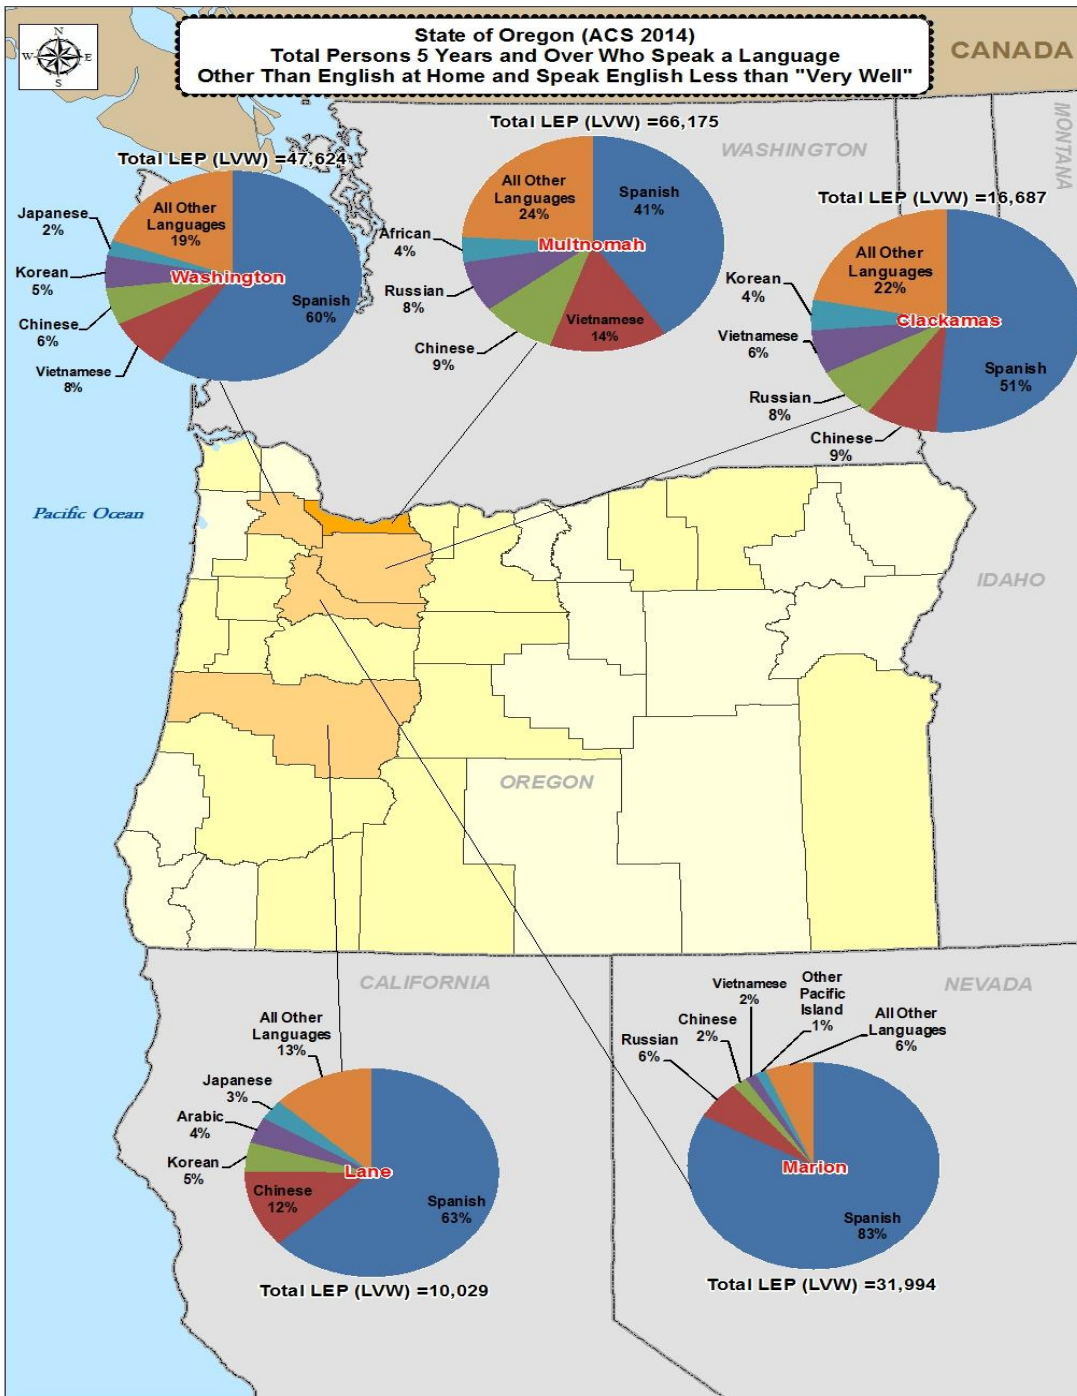 State of Oregon (ACS 2014)
Total Persons 5 Years and Over Who Speak a Language
Other Than English at Home and Speak English Less than "Very Well"
N
W
E
S
CANADA
MONTANA
WASHINGTON
Total LEP (LVW) =47,624
All Other
Languages
19%
Japanese
2%
Korean
5%
Chinese
6%
Vietnamese
8%
Washington
Spanish
60%
Total LEP (LVW) =66,175
All Other
Languages
24%
African
4%
Russian
8%
Chinese
9%
Vietnamese
14%
Multnomah
Spanish
41%
Total LEP (LVW) =16,687
All Other
Languages
22%
Korean
4%
Vietnamese
6%
Russian
8%
Chinese
9%
Clackamas
Spanish
51%
Pacific Ocean
IDAHO
OREGON
CALIFORNIA
NEVADA
All Other
Languages
13%
Japanese
3%
Arabic
4%
Korean
5%
Chinese
12%
Lane
Spanish
63%
Total LEP (LVW) =10,029
Russian
6%
Chinese
2%
Vietnamese
2%
Other
Pacific
Island
1%
All Other
Languages
6%
Marion
Spanish
83%
Total LEP (LVW) =31,994